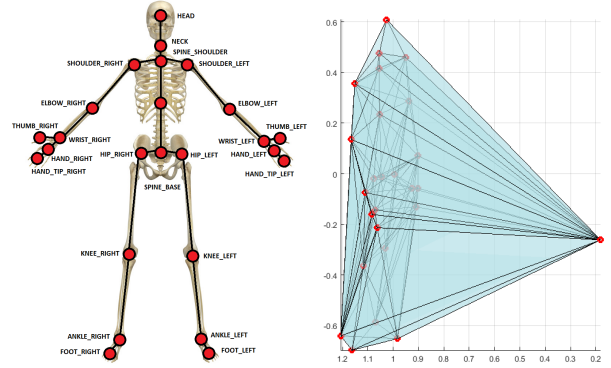 HEAD
NECK
SPINE_SHOULDER
SHOULDER_RIGHT
SHOULDER_LEFT
ELBOW_RIGHT
ELBOW_LEFT
THUMB_RIGHT
THUMB_LEFT
WRIST_RIGHT
WRIST_LEFT
HAND_RIGHT
HIP_RIGHT
HIP_LEFT
HAND_LEFT
HAND_TIP_RIGHT
HAND_TIP_LEFT
SPINE_BASE
KNEE_RIGHT
KNEE_LEFT
ANKLE_RIGHT
ANKLE_LEFT
FOOT_RIGHT
FOOT_LEFT
0.6
0.4
0.2
0
-0.2
-0.4
-0.6
1.2 1.1 1 0.9 0.8 0.7 0.6 0.5 0.4 0.3 0.2